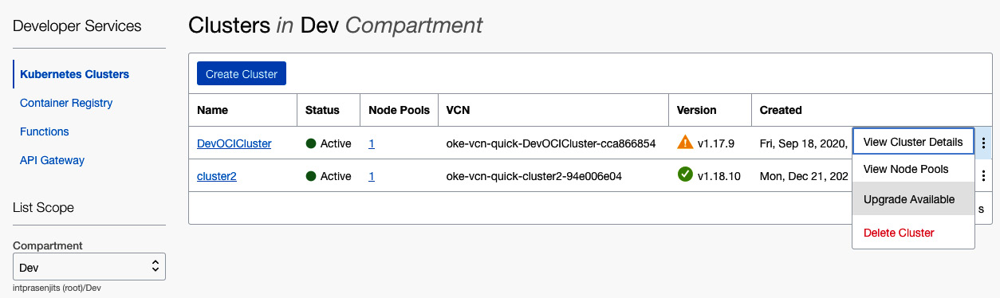 Developer Services
Clusters in Dev Compartment
Kubernetes Clusters
Container Registry
Functions
API Gateway
List Scope
Compartment
Dev
intprasenjits (root)/Dev
Create Cluster
Name Status Node Pools VCN Version Created
DevOCICluster Active 1 oke-vcn-quick-DevOCICluster-cca866854 v1.17.9 Fri, Sep 18, 2020,
cluster2 Active 1 oke-vcn-quick-cluster2-94e006e04 v1.18.10 Mon, Dec 21, 202
s
View Cluster Details
View Node Pools
Upgrade Available
Delete Cluster